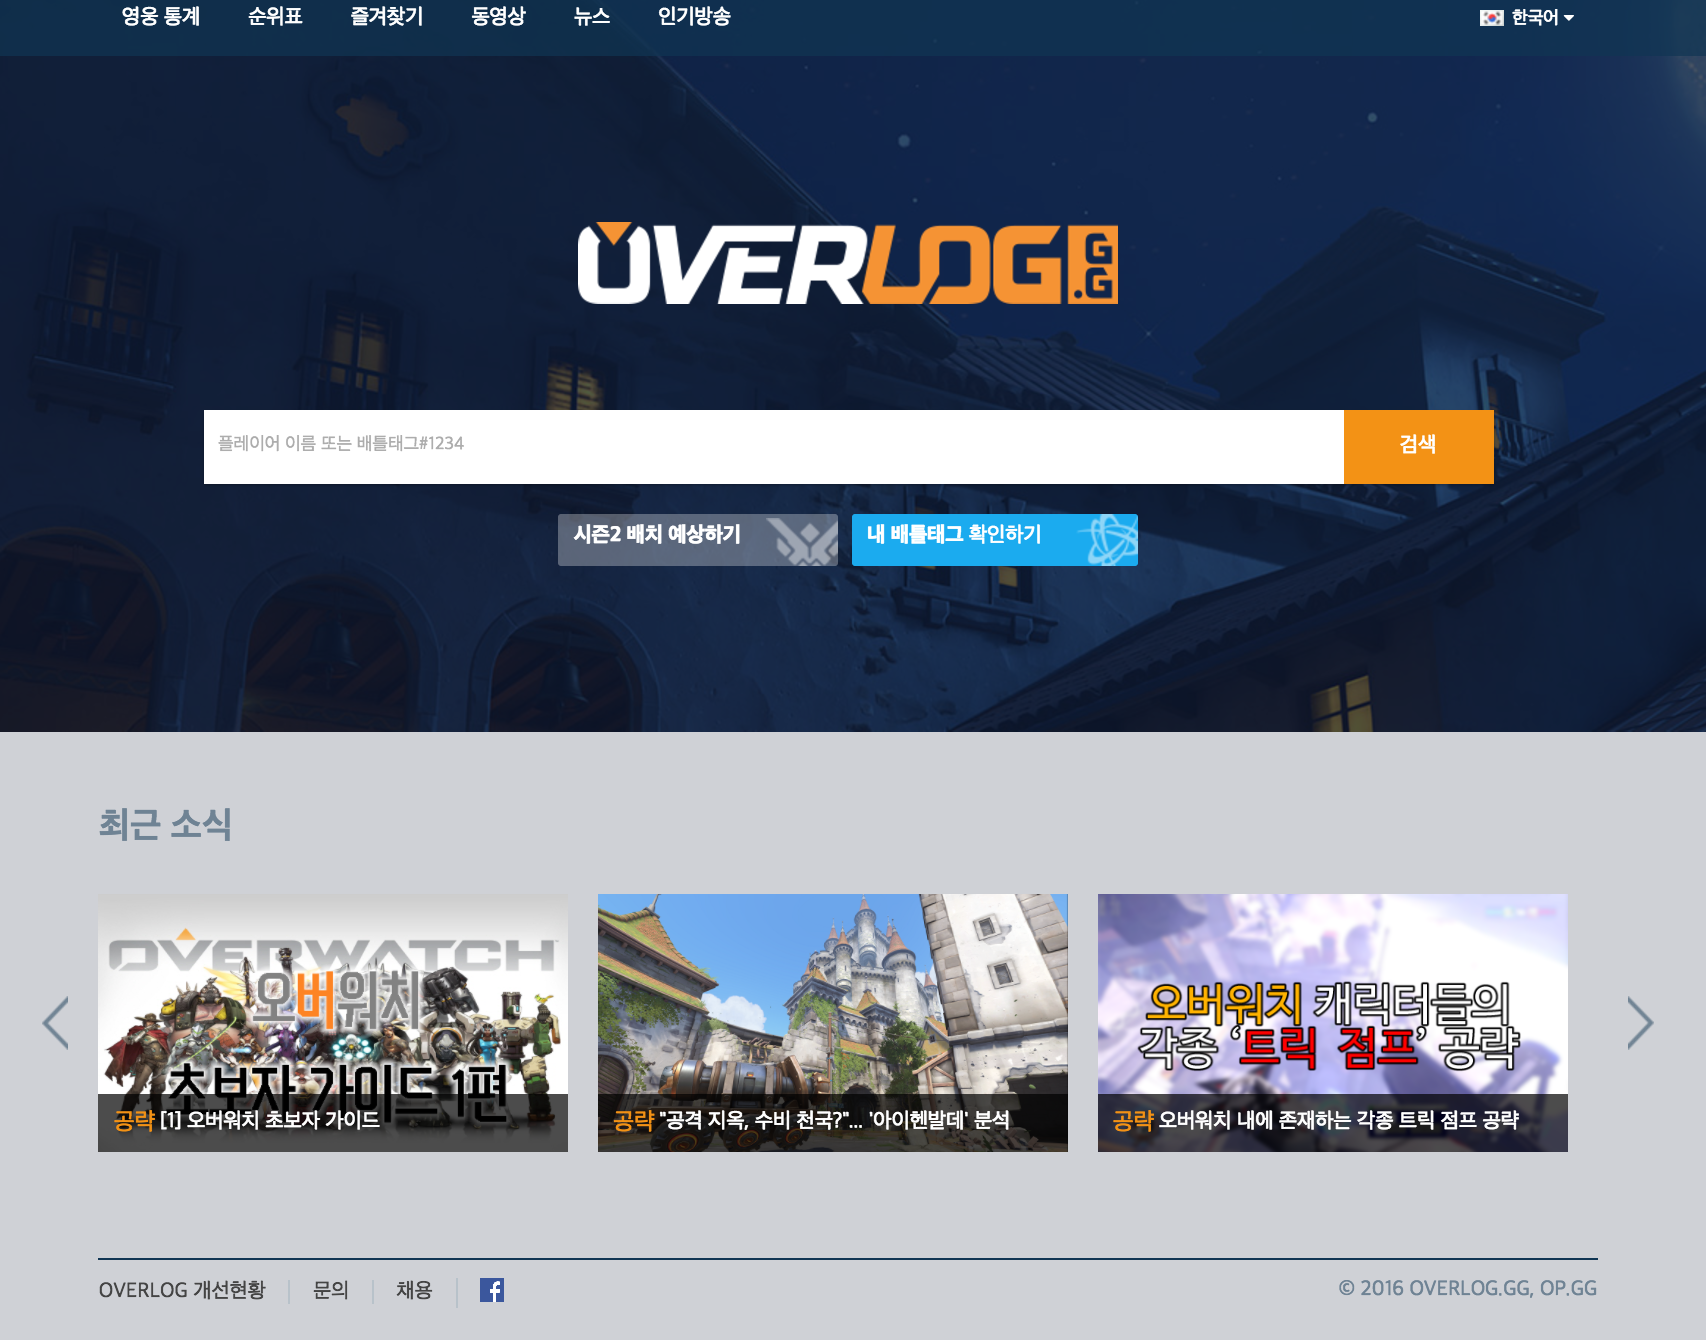 영웅 통계 순위표 즐겨찾기 동영상 뉴스 인기방송 한국어
OVERLOG.GG
플레이어 이름 또는 배틀태그#1234 검색
시즌2 배치 예상하기 내 배틀태그 확인하기
최근 소식
OVERWATCH
오버워치
초보자 가이드 1편
공략 [1] 오버워치 초보자 가이드
공략 "공격 지옥, 수비 천국?"... '아이헨발데' 분석
오버워치 캐릭터들의
각종 ‘트릭 점프’ 공략
공략 오버워치 내에 존재하는 각종 트릭 점프 공략
OVERLOG 개선현황 문의 채용 © 2016 OVERLOG.GG, OP.GG